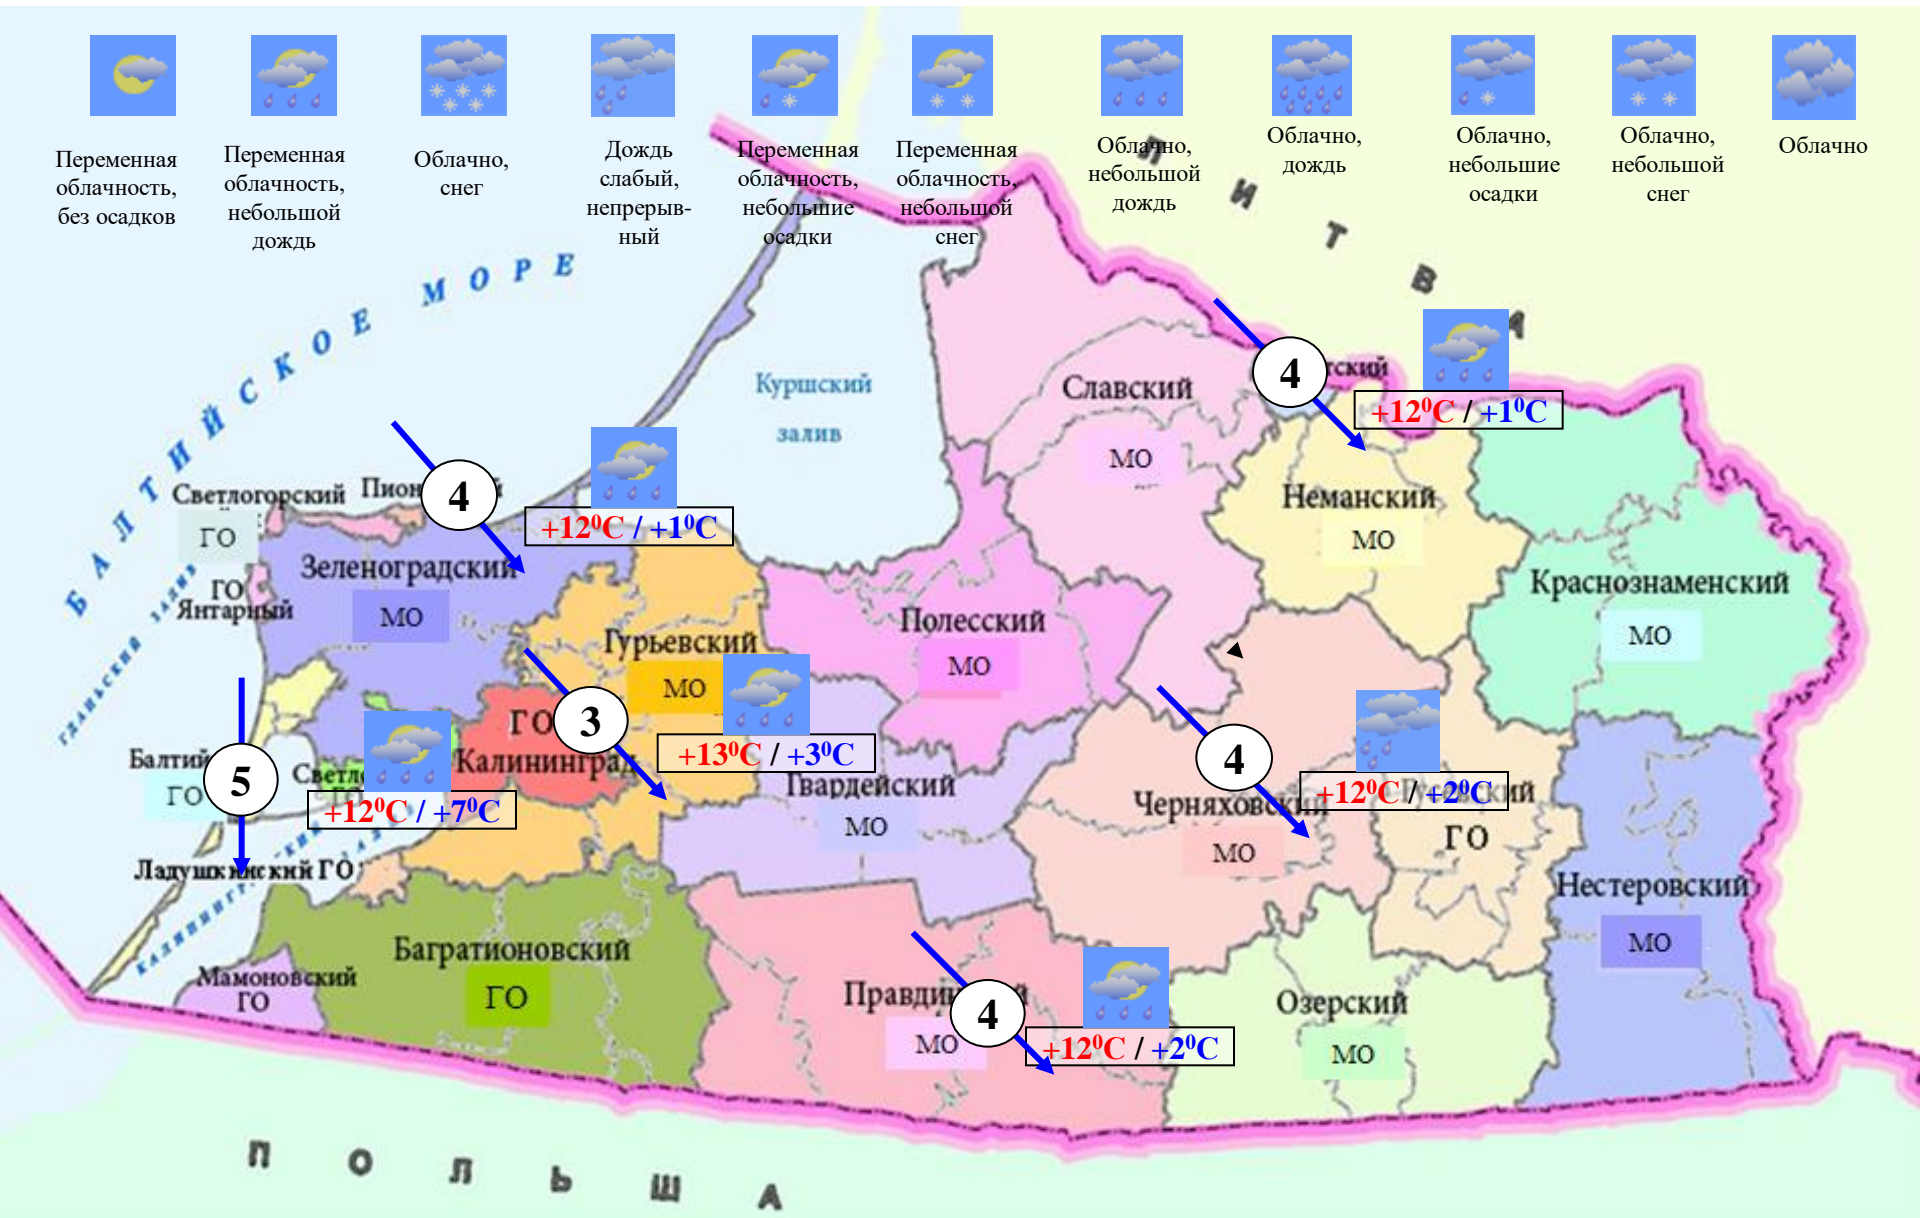 Переменная
облачность,
без осадков
Переменная
облачность,
небольшой
дождь
Облачно,
снег
Дождь
слабый,
непрерыв-
ный
Переменная
облачность,
небольшие
осадки
Переменная
облачность,
небольшой
снег
Облачно,
небольшой
дождь
Облачно,
дождь
Облачно,
небольшие
осадки
Облачно,
небольшой
снег
Облачно
ЛИТВА
БАЛТИЙСКОЕ МОРЕ
Куршский
залив
Славский
МО
4
+12⁰С / +1⁰С
4
Светлогорский
ГО
+12⁰С / +1⁰С
Неманский
МО
Зеленоградский
МО
ГО
Янтарный
Краснознаменский
МО
Полесский
МО
Гурьевский
МО
3
+13⁰С / +3⁰С
ГО
Калининград
5
ГО
+12⁰С / +7⁰С
Гвардейский
МО
4
+12⁰С / +2⁰С
Черняховский
МО
ГО
Ладушкинский ГО
Нестеровский
МО
Багратионовский
ГО
Мамоновский
ГО
4
МО
+12⁰С / +2⁰С
Озерский
МО
ПОЛЬША